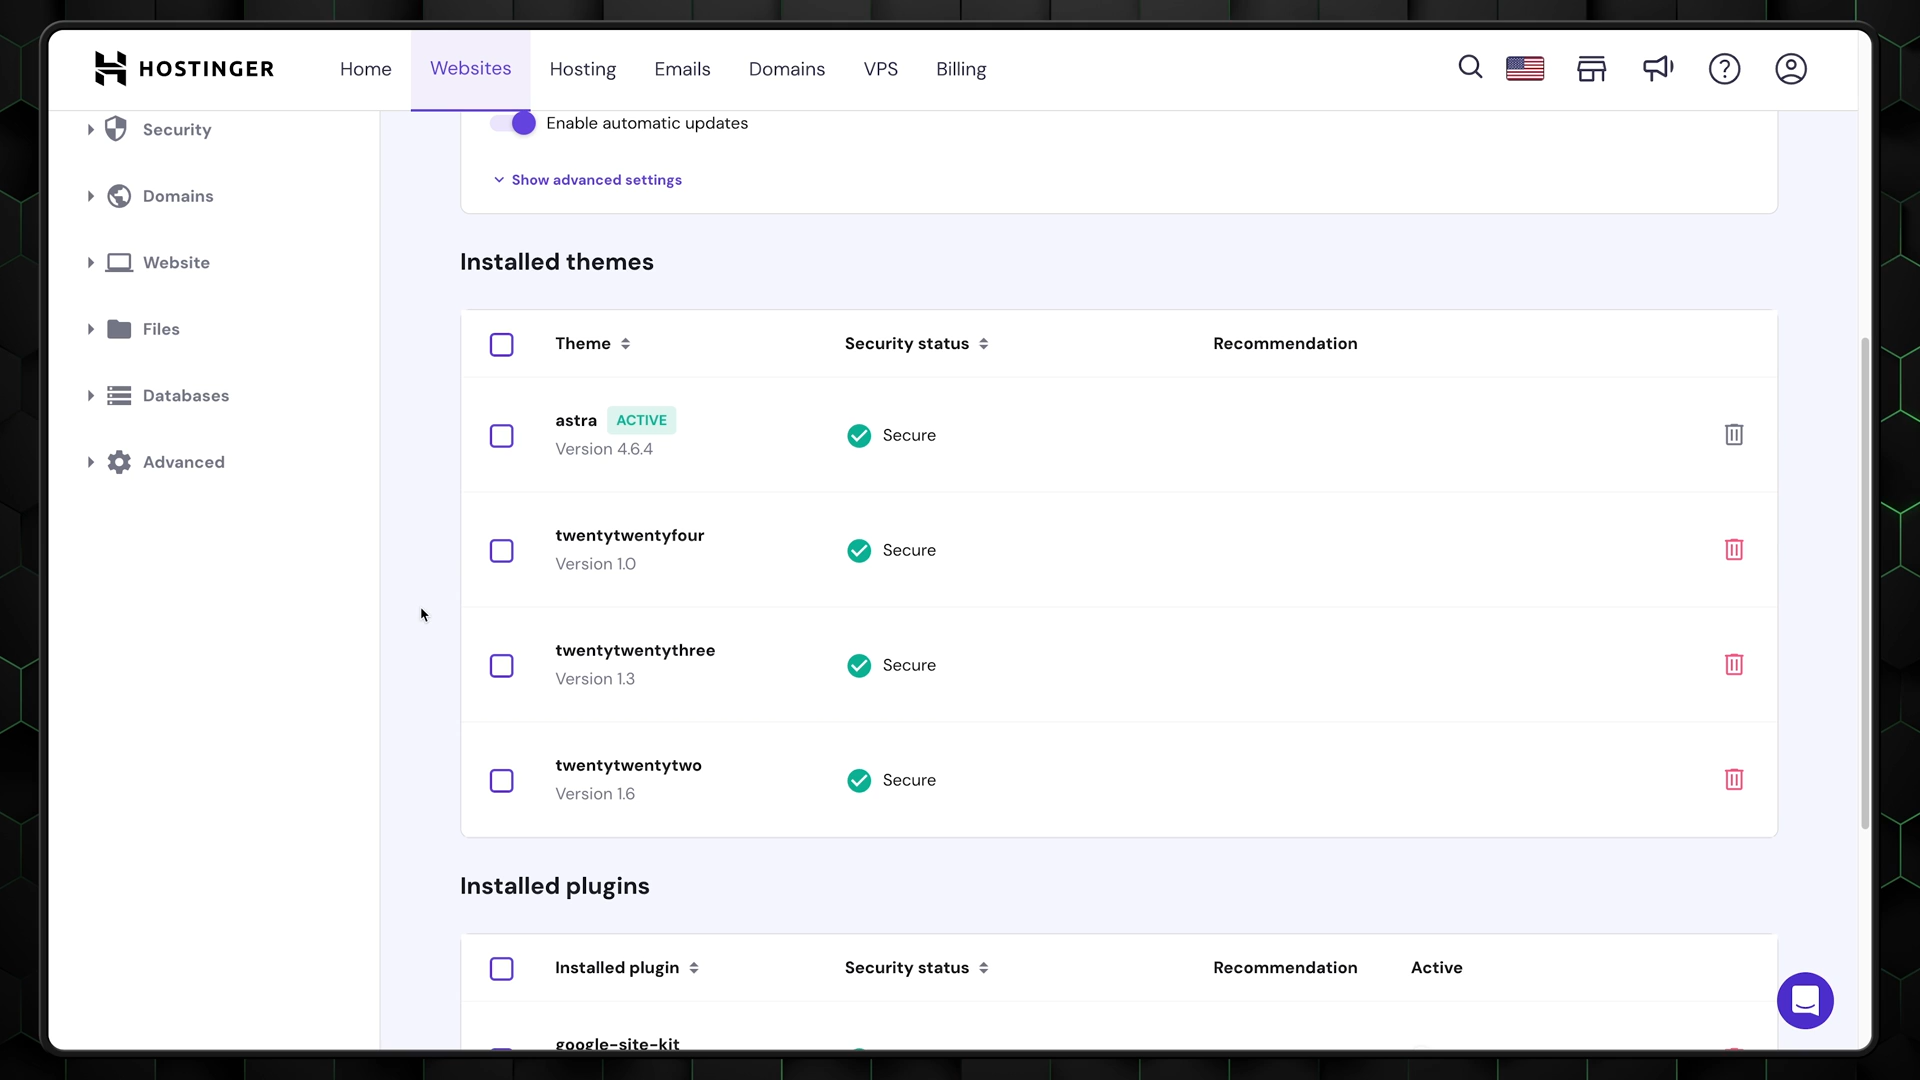 HOSTINGER
Home
Websites
Hosting
Emails
Domains
VPS
Billing
Security
Domains
Website
Files
Databases
Advanced
Enable automatic updates
Show advanced settings
Installed themes
Theme
Security status
Recommendation
astra ACTIVE
Version 4.6.4
Secure
twentytwentyfour
Version 1.0
Secure
twentytwentythree
Version 1.3
Secure
twentytwentytwo
Version 1.6
Secure
Installed plugins
Installed plugin
Security status
Recommendation
Active
google-site-kit